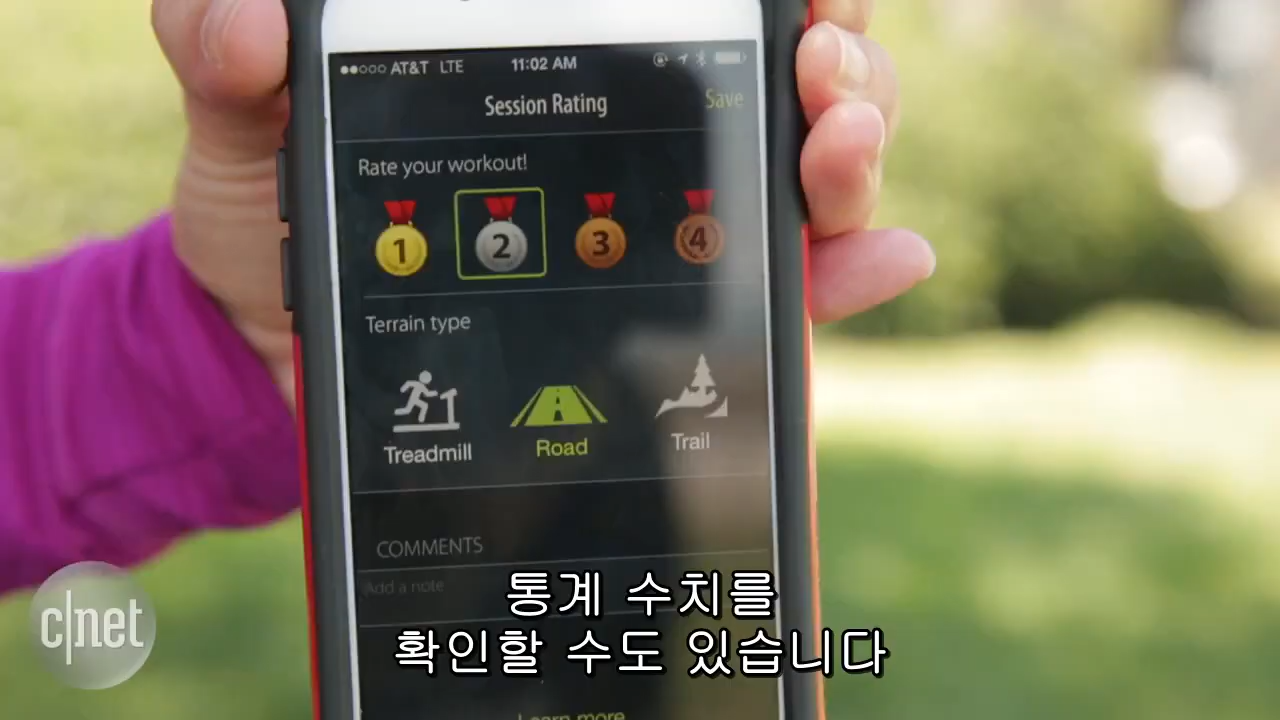 AT&T LTE 11:02 AM
Session Rating Save
Rate your workout!
1 2 3 4
Terrain type
Treadmill Road Trail
COMMENTS
Add a note
통계 수치를
확인할 수도 있습니다
Learn more
c|net